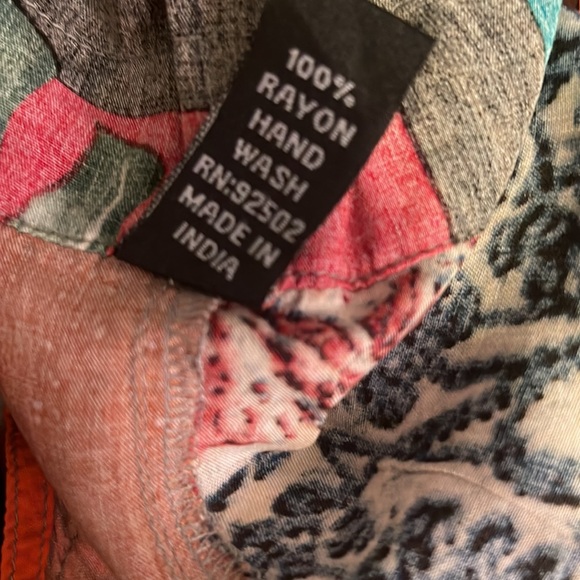 100%
RAYON
HAND
WASH
RN:92502
MADE IN
INDIA